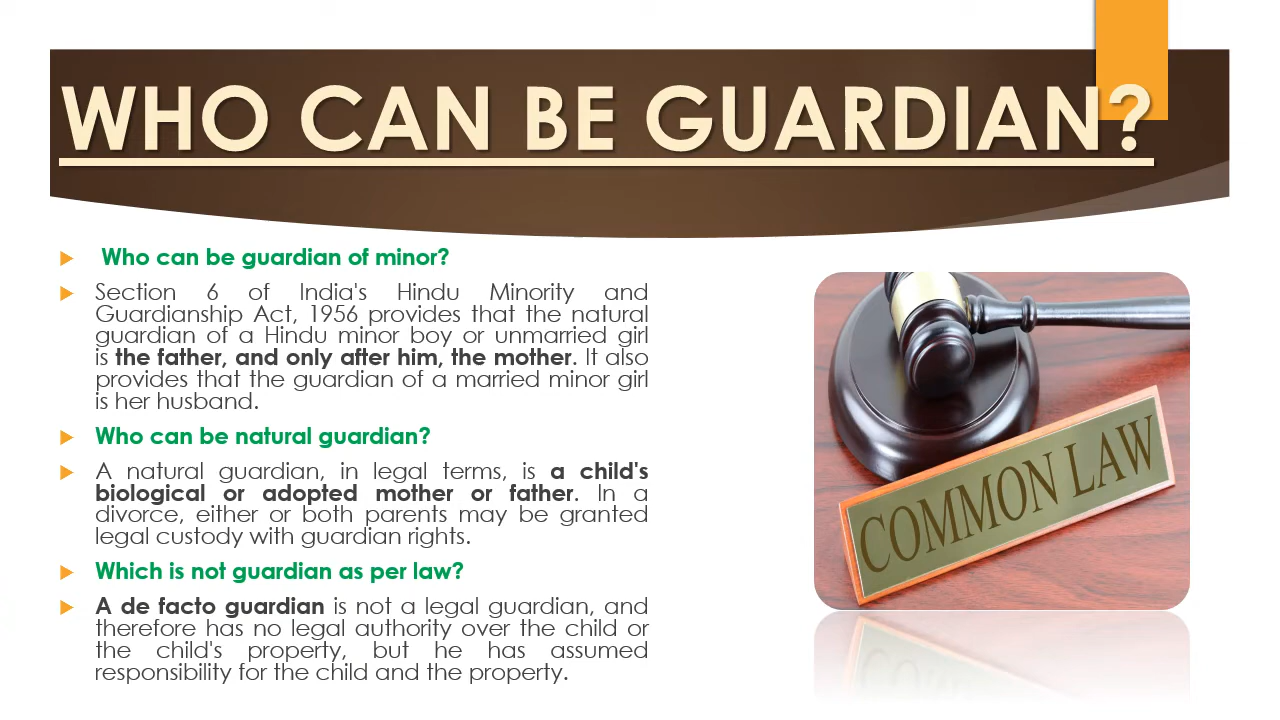 WHO CAN BE GUARDIAN?
Who can be guardian of minor?
Section 6 of India's Hindu Minority and
Guardianship Act, 1956 provides that the natural
guardian of a Hindu minor boy or unmarried girl
is the father, and only after him, the mother. It also
provides that the guardian of a married minor girl
is her husband.
Who can be natural guardian?
A natural guardian, in legal terms, is a child's
biological or adopted mother or father. In a
divorce, either or both parents may be granted
legal custody with guardian rights.
Which is not guardian as per law?
A de facto guardian is not a legal guardian, and
therefore has no legal authority over the child or
the child's property, but he has assumed
responsibility for the child and the property.
COMMON LAW